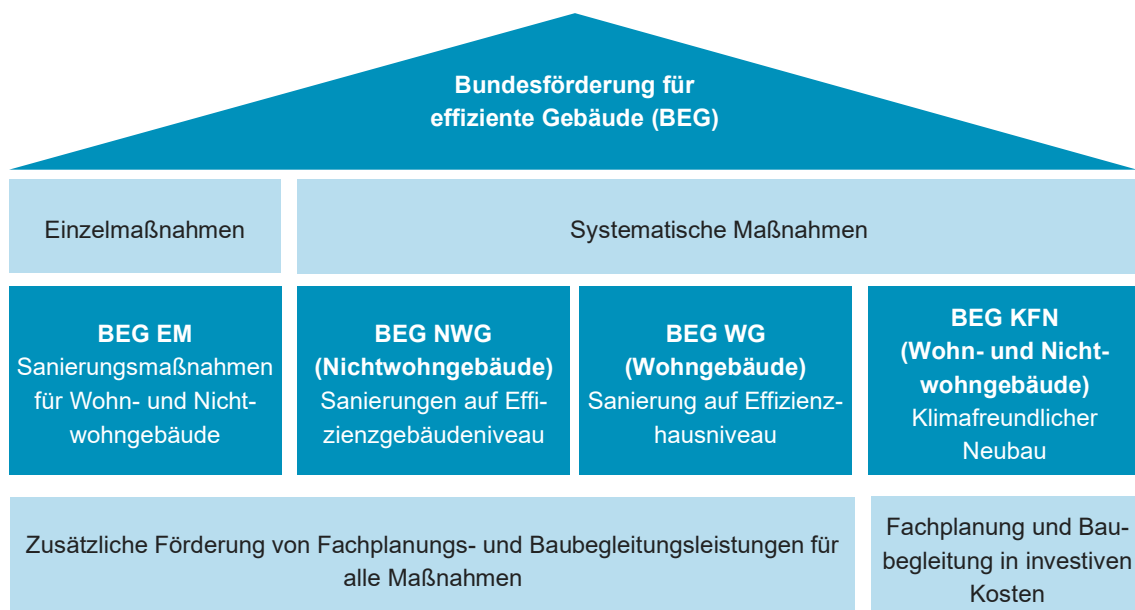 Bundesförderung für
effiziente Gebäude (BEG)
Einzelmaßnahmen
Systematische Maßnahmen
BEG EM
Sanierungsmaßnahmen
für Wohn- und Nicht-
wohngebäude
BEG NWG
(Nichtwohngebäude)
Sanierungen auf Effi-
zienzgebäudeniveau
BEG WG
(Wohngebäude)
Sanierung auf Effizienz-
hausniveau
BEG KFN
(Wohn- und Nicht-
wohngebäude)
Klimafreundlicher
Neubau
Zusätzliche Förderung von Fachplanungs- und Baubegleitungsleistungen für
alle Maßnahmen
Fachplanung und Bau-
begleitung in investiven
Kosten